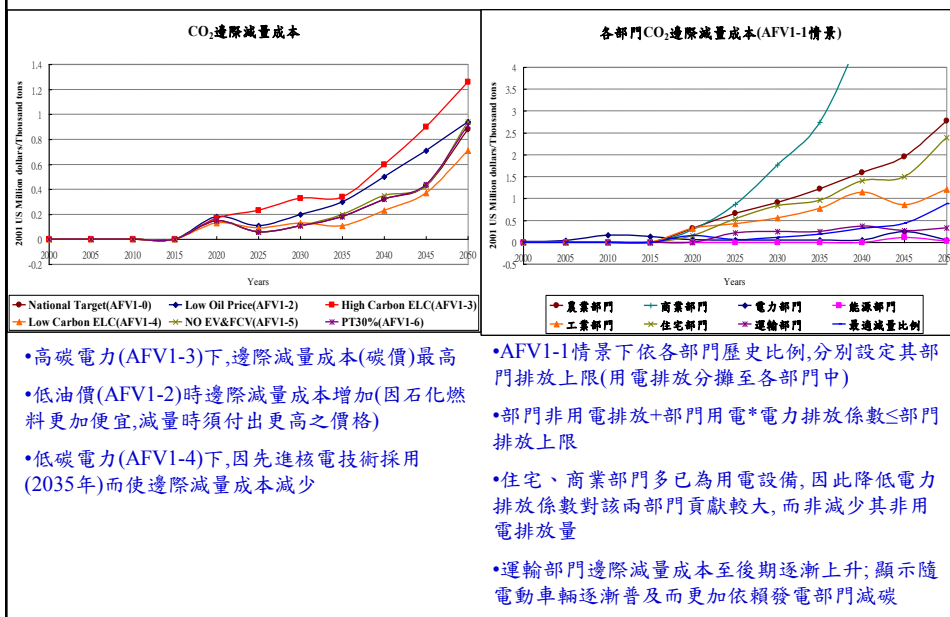 CO₂邊際減量成本
2001 US Million dollars/Thousand tons
1.4
1.2
1
0.8
0.6
0.4
0.2
0
-0.2
2000 2005 2010 2015 2020 2025 2030 2035 2040 2045 2050
Years
National Target(AFV1-0) Low Oil Price(AFV1-2) High Carbon ELC(AFV1-3)
Low Carbon ELC(AFV1-4) NO EV&FCV(AFV1-5) PT30%(AFV1-6)
•高碳電力(AFV1-3)下,邊際減量成本(碳價)最高
•低油價(AFV1-2)時邊際減量成本增加(因石化燃
料更加便宜,減量時須付出更高之價格)
•低碳電力(AFV1-4)下,因先進核電技術採用
(2035年)而使邊際減量成本減少
各部門CO₂邊際減量成本(AFV1-1情景)
2001 US Million dollars/Thousand tons
4
3.5
3
2.5
2
1.5
1
0.5
0
-0.5
2000 2005 2010 2015 2020 2025 2030 2035 2040 2045 205
Years
農業部門 商業部門 電力部門 能源部門
工業部門 住宅部門 運輸部門 最適減量比例
•AFV1-1情景下依各部門歷史比例,分別設定其部
門排放上限(用電排放分攤至各部門中)
•部門非用電排放+部門用電*電力排放係數≤部門
排放上限
•住宅、商業部門多已為用電設備, 因此降低電力
排放係數對該兩部門貢獻較大, 而非減少其非用
電排放量
•運輸部門邊際減量成本至後期逐漸上升; 顯示隨
電動車輛逐漸普及而更加依賴發電部門減碳